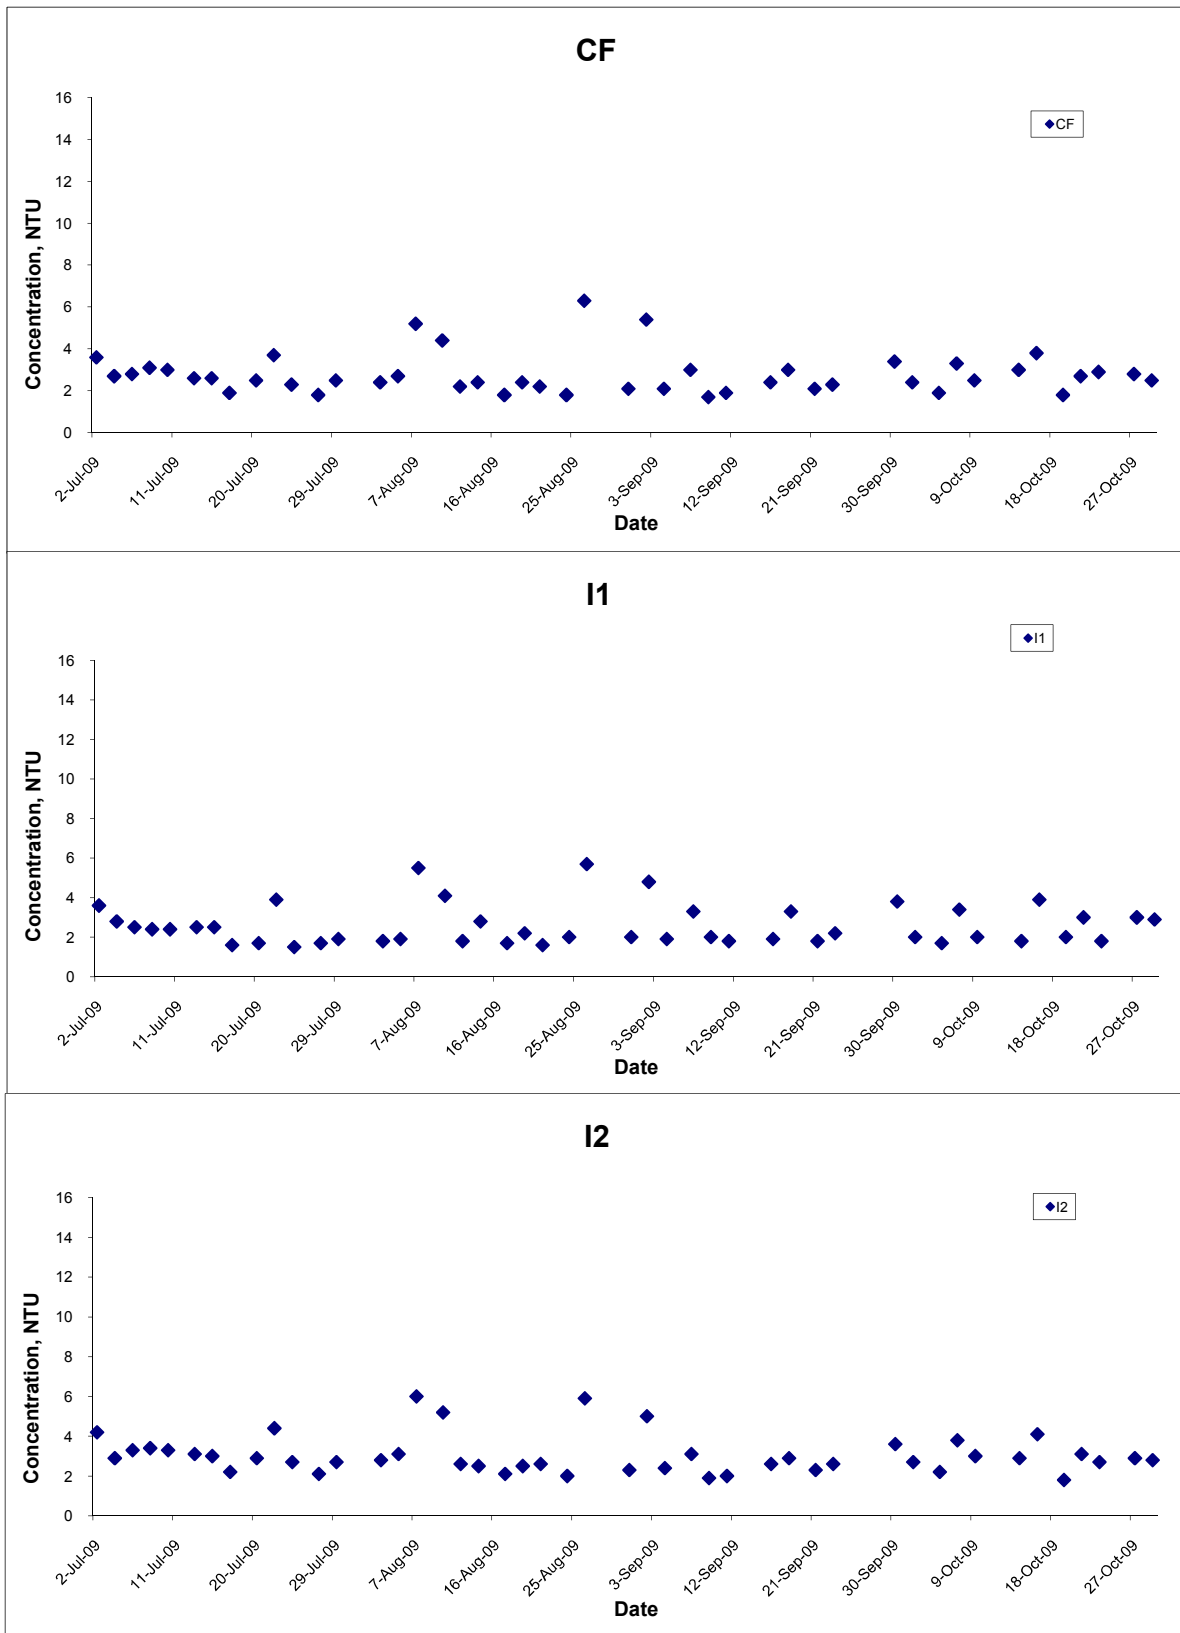 CF
16
14
12
10
8
6
4
2
0
Concentration, NTU
CF
2-Jul-09 11-Jul-09 20-Jul-09 29-Jul-09 7-Aug-09 16-Aug-09 25-Aug-09 3-Sep-09 12-Sep-09 21-Sep-09 30-Sep-09 9-Oct-09 18-Oct-09 27-Oct-09
Date
I1
I1
16
14
12
10
8
6
4
2
0
Concentration, NTU
2-Jul-09 11-Jul-09 20-Jul-09 29-Jul-09 7-Aug-09 16-Aug-09 25-Aug-09 3-Sep-09 12-Sep-09 21-Sep-09 30-Sep-09 9-Oct-09 18-Oct-09 27-Oct-09
Date
I2
16
14
12
10
8
6
4
2
0
Concentration, NTU
I2
2-Jul-09 11-Jul-09 20-Jul-09 29-Jul-09 7-Aug-09 16-Aug-09 25-Aug-09 3-Sep-09 12-Sep-09 21-Sep-09 30-Sep-09 9-Oct-09 18-Oct-09 27-Oct-09
Date